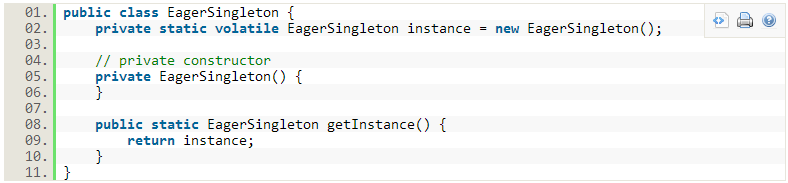 01. public class EagerSingleton {
02.     private static volatile EagerSingleton instance = new EagerSingleton();
03.
04.     // private constructor
05.     private EagerSingleton() {
06.     }
07.
08.     public static EagerSingleton getInstance() {
09.         return instance;
10.     }
11. }